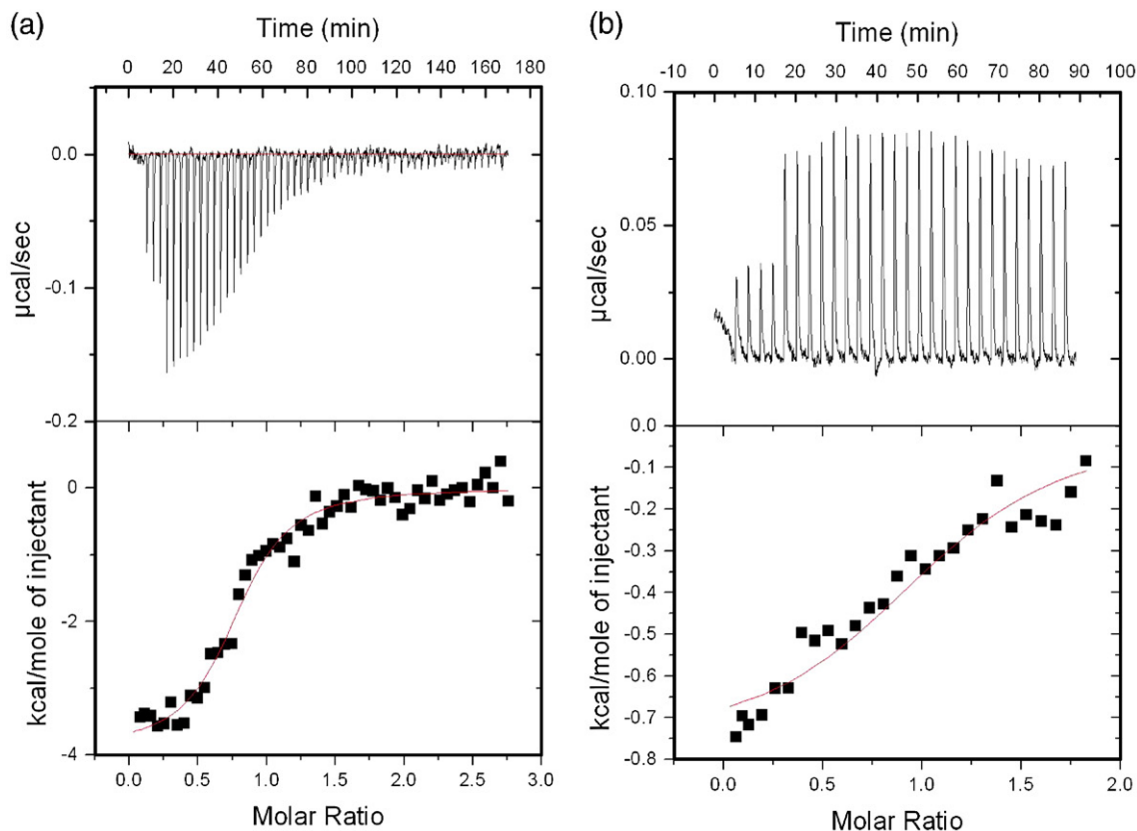 (a)
Time (min)
0 20 40 60 80 100 120 140 160 180
0.0
-0.1
-0.2
µcal/sec
0
-2
-4
kcal/mole of injectant
0.0 0.5 1.0 1.5 2.0 2.5 3.0
Molar Ratio
(b)
Time (min)
-10 0 10 20 30 40 50 60 70 80 90 100
0.10
0.05
0.00
0.0
µcal/sec
-0.1
-0.2
-0.3
-0.4
-0.5
-0.6
-0.7
-0.8
kcal/mole of injectant
0.0 0.5 1.0 1.5 2.0
Molar Ratio